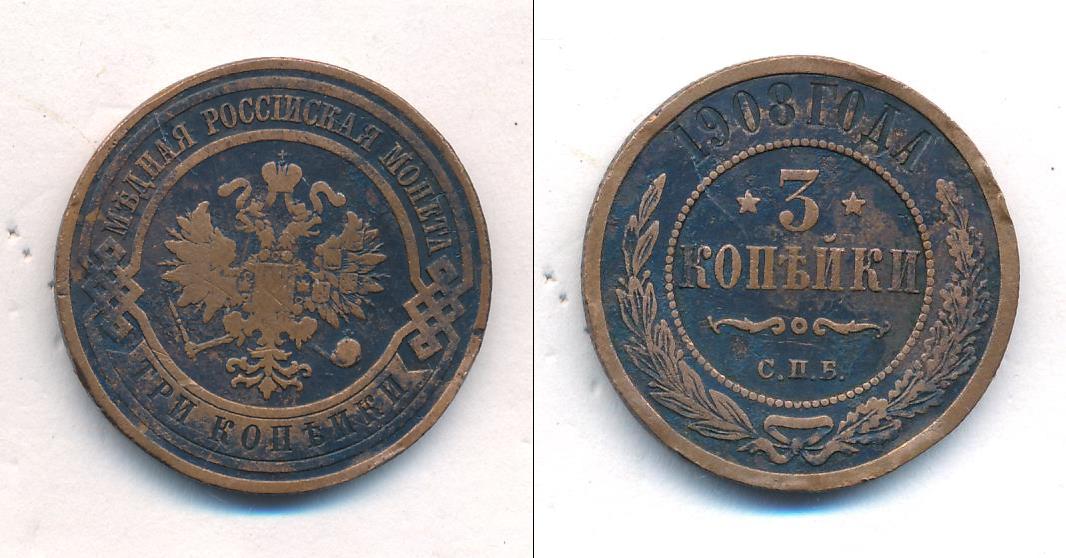 МѢДНАЯ РОССІЙСКАЯ МОНЕТА
ТРИ КОПѢЙКИ
1908 ГОДА
3
КОПѢЙКИ
С.П.Б.